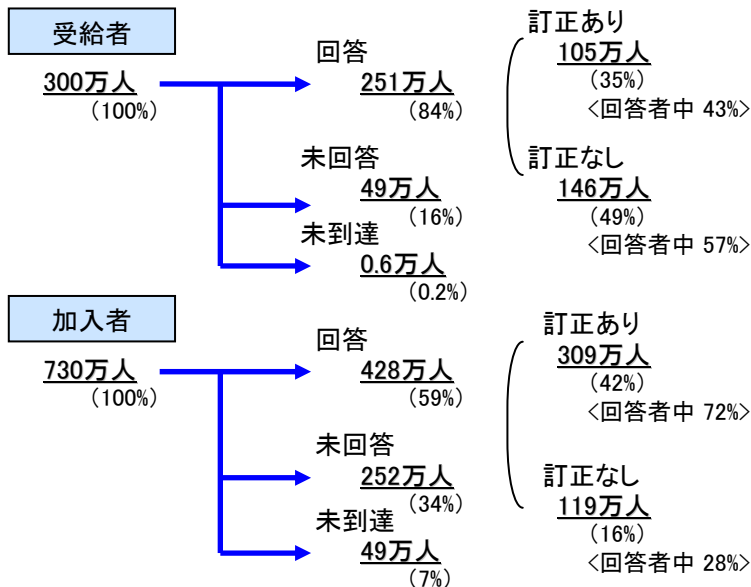 受給者
300万人
(100%)
回答
251万人
(84%)
訂正あり
105万人
(35%)
<回答者中 43%>
訂正なし
146万人
(49%)
<回答者中 57%>
未回答
49万人
(16%)
未到達
0.6万人
(0.2%)
加入者
730万人
(100%)
回答
428万人
(59%)
訂正あり
309万人
(42%)
<回答者中 72%>
訂正なし
119万人
(16%)
<回答者中 28%>
未回答
252万人
(34%)
未到達
49万人
(7%)